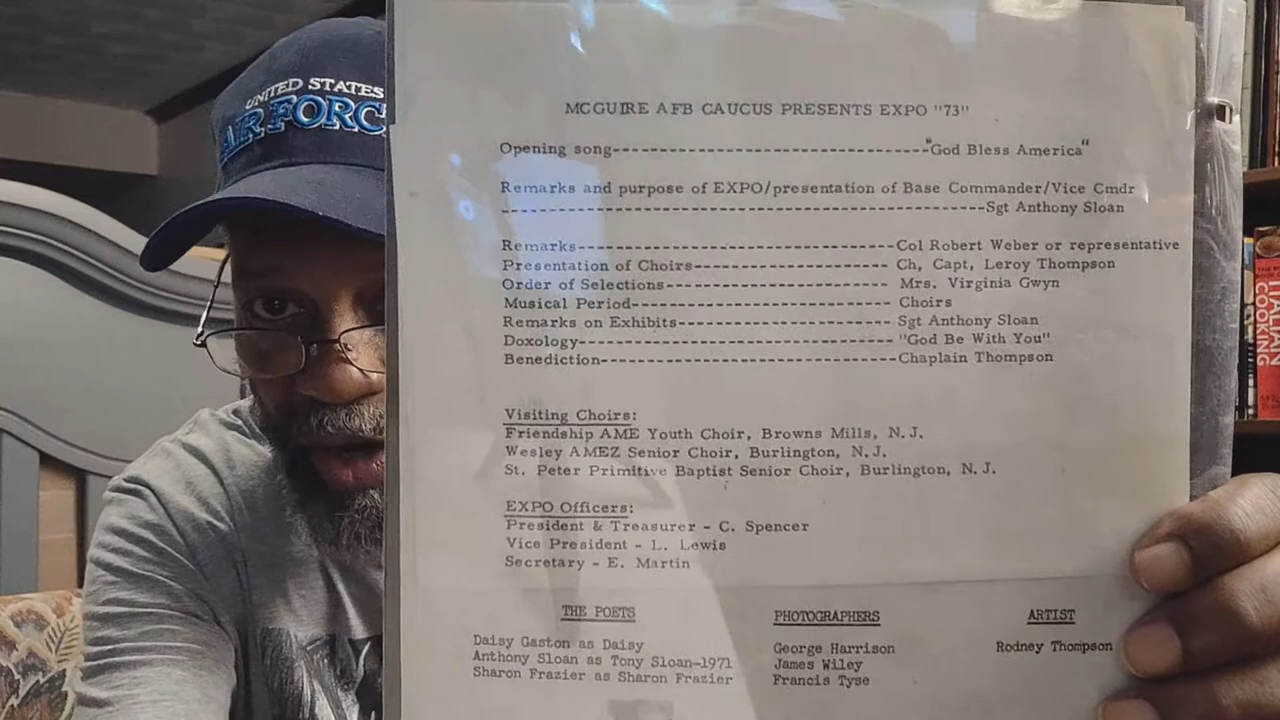 UNITED STATES
AIR FORC
MCGUIRE AFB CAUCUS PRESENTS EXPO "73"
Opening song-----------------------------------"God Bless America"
Remarks and purpose of EXPO/presentation of Base Commander/Vice Cmdr
-----------------------------------------------------Sgt Anthony Sloan
Remarks-----------------------------------Col Robert Weber or representative
Presentation of Choirs--------------------- Ch, Capt, Leroy Thompson
Order of Selections------------------------ Mrs. Virginia Gwyn
Musical Period---------------------------- Choirs
Remarks on Exhibits------------------------ Sgt Anthony Sloan
Doxology-------------------------------- "God Be With You"
Benediction---------------------------------Chaplain Thompson
Visiting Choirs:
Friendship AME Youth Choir, Browns Mills, N.J.
Wesley AMEZ Senior Choir, Burlington, N.J.
St. Peter Primitive Baptist Senior Choir, Burlington, N.J.
EXPO Officers:
President & Treasurer - C. Spencer
Vice President - L. Lewis
Secretary - E. Martin
THE POETS
Daisy Gaston as Daisy
Anthony Sloan as Tony Sloan-1971
Sharon Frazier as Sharon Frazier
PHOTOGRAPHERS
George Harrison
James Wiley
Francis Tyse
ARTIST
Rodney Thompson
ITALIAN
COOKING